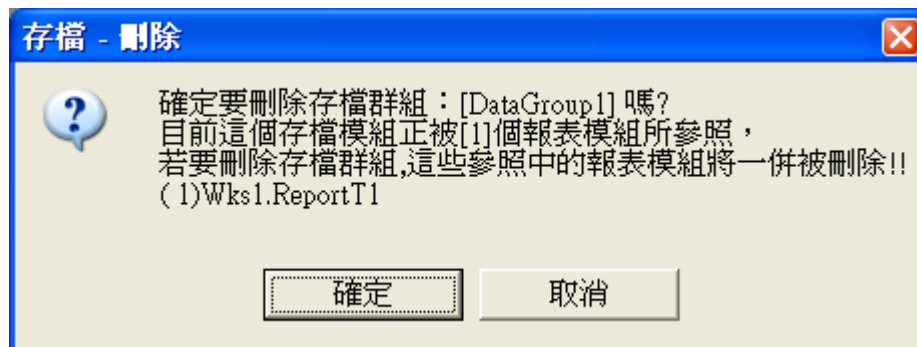 存檔 - 刪除
確定要刪除存檔群組：[DataGroup1] 嗎?
目前這個存檔模組正被[1]個報表模組所參照，
若要刪除存檔群組,這些參照中的報表模組將一併被刪除!!
( 1)Wks1.ReportT1
確定
取消